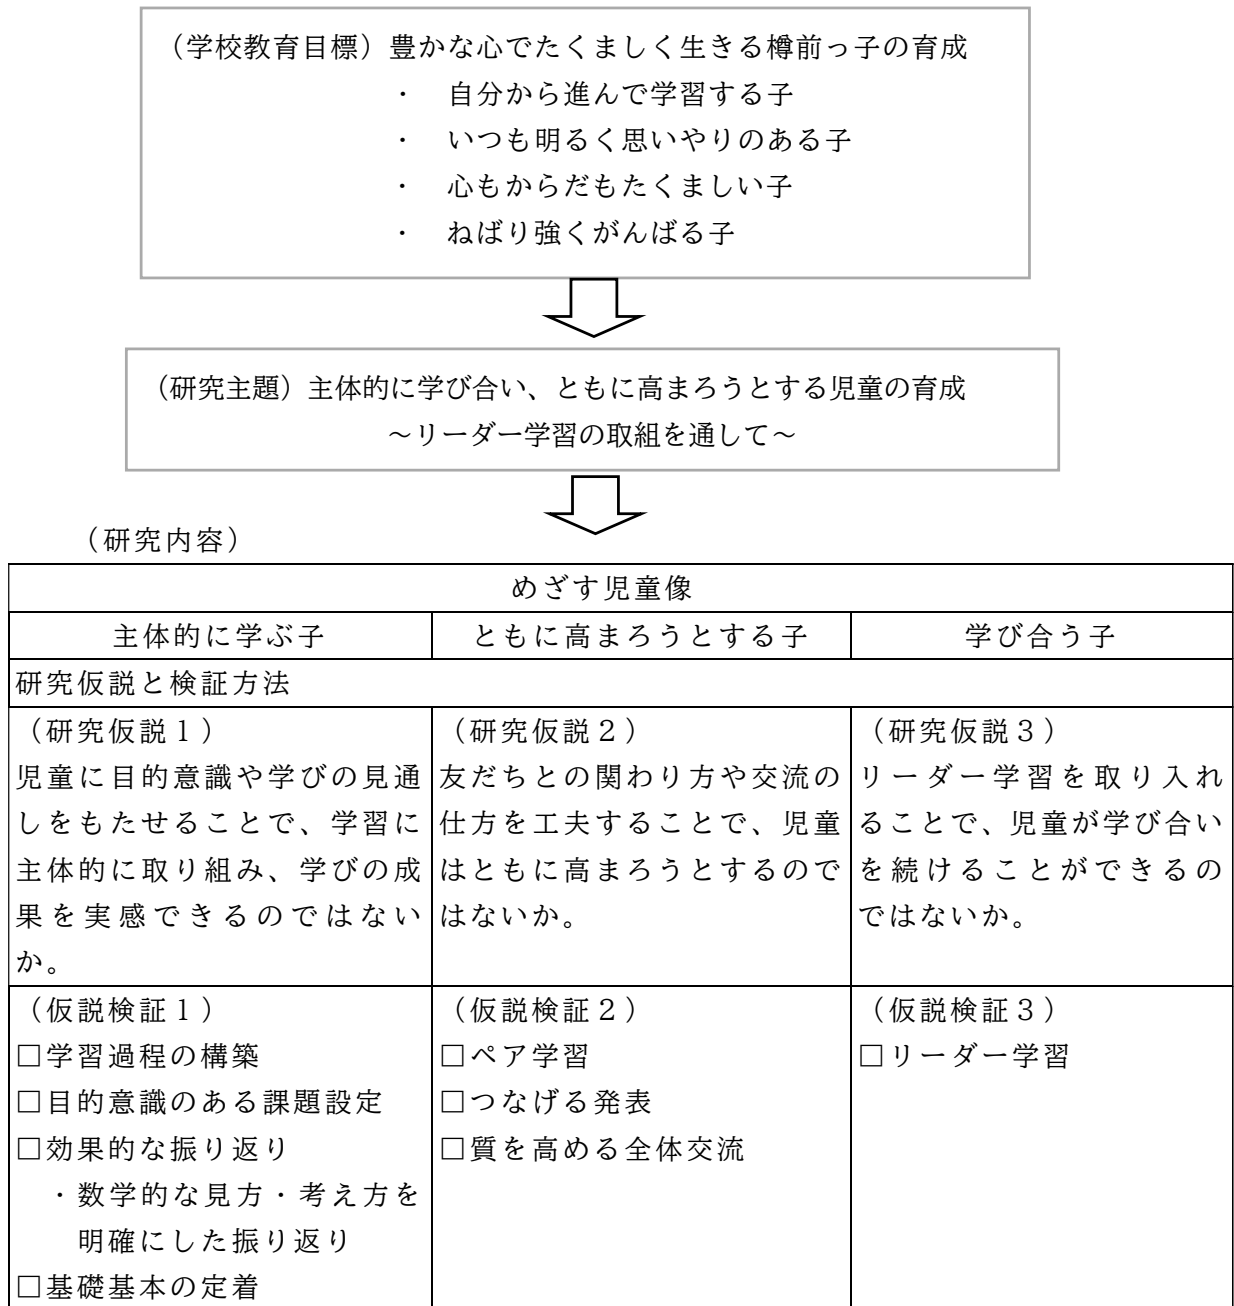 （学校教育目標）豊かな心でたくましく生きる樽前っ子の育成
・　自分から進んで学習する子
・　いつも明るく思いやりのある子
・　心もからだもたくましい子
・　ねばり強くがんばる子
（研究主題）主体的に学び合い、ともに高まろうとする児童の育成
～リーダー学習の取組を通して～
（研究内容）
めざす児童像
主体的に学ぶ子
ともに高まろうとする子
学び合う子
研究仮説と検証方法
（研究仮説１）
児童に目的意識や学びの見通
しをもたせることで、学習に
主体的に取り組み、学びの成
果を実感できるのではない
か。
（研究仮説２）
友だちとの関わり方や交流の
仕方を工夫することで、児童
はともに高まろうとするので
はないか。
（研究仮説３）
リーダー学習を取り入れ
ることで、児童が学び合い
を続けることができるの
ではないか。
（仮説検証１）
□学習過程の構築
□目的意識のある課題設定
□効果的な振り返り
・数学的な見方・考え方を
明確にした振り返り
□基礎基本の定着
（仮説検証２）
□ペア学習
□つなげる発表
□質を高める全体交流
（仮説検証３）
□リーダー学習